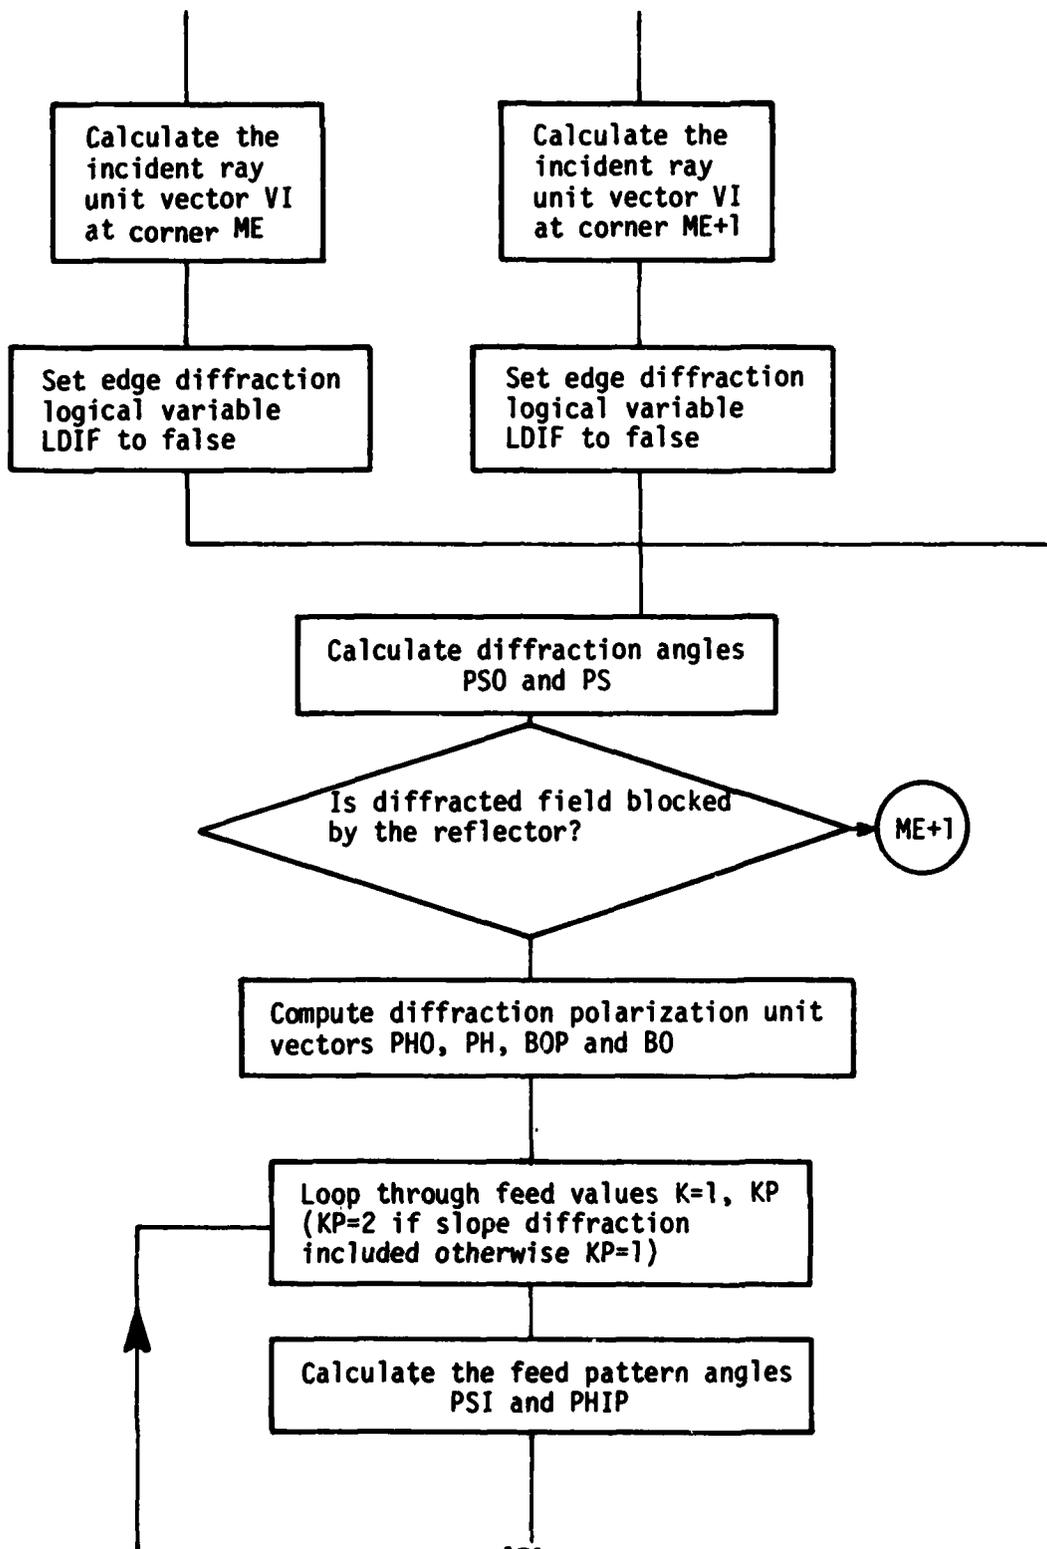 Calculate the
incident ray
unit vector VI
at corner ME
Calculate the
incident ray
unit vector VI
at corner ME+1
Set edge diffraction
logical variable
LDIF to false
Set edge diffraction
logical variable
LDIF to false
Calculate diffraction angles
PSO and PS
Is diffracted field blocked
by the reflector?
ME+1
Compute diffraction polarization unit
vectors PHO, PH, BOP and BO
Loop through feed values K=1, KP
(KP=2 if slope diffraction
included otherwise KP=1)
Calculate the feed pattern angles
PSI and PHIP